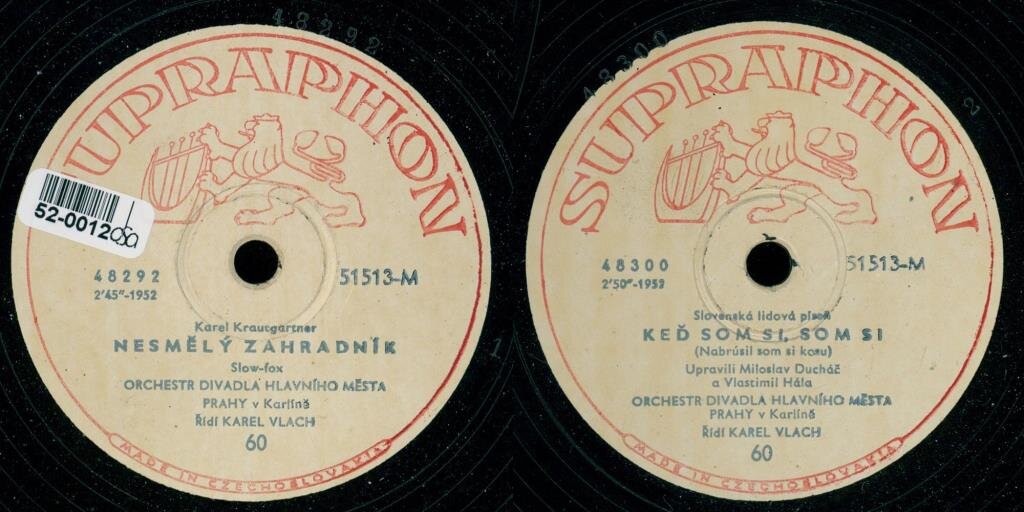 48292
SUPRAPHON
52-0012
48292
51513-M
2'45"-1952
Karel Krautgartner
NESMĚLÝ ZAHRADNÍK
Slow-fox
ORCHESTR DIVADLA HLAVNÍHO MĚSTA
PRAHY v Karlíně
Řídí KAREL VLACH
60
MADE IN CZECHOSLOVAKIA
48300
2
SUPRAPHON
48300
51513-M
2'50"-1952
Slovenská lidová píseň
KEĎ SOM SI, SOM SI
(Nabrúsil som si kosu)
Upravili Miloslav Ducháč
a Vlastimil Hála
ORCHESTR DIVADLA HLAVNÍHO MĚSTA
PRAHY v Karlíně
Řídí KAREL VLACH
60
MADE IN CZECHOSLOVAKIA